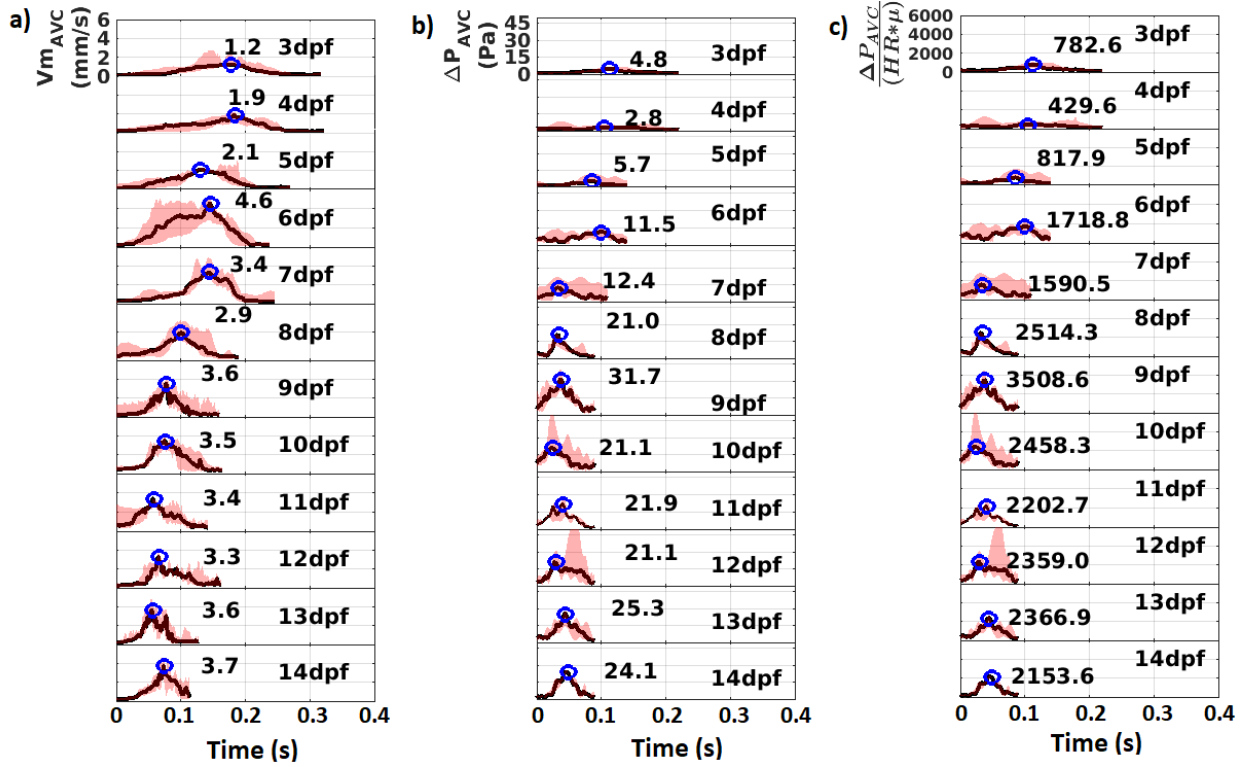 a)
Vm_AVC (mm/s)
6
4
2
0
1.2
3dpf
1.9
4dpf
2.1
5dpf
4.6
6dpf
3.4
7dpf
2.9
8dpf
3.6
9dpf
3.5
10dpf
3.4
11dpf
3.3
12dpf
3.6
13dpf
3.7
14dpf
0 0.1 0.2 0.3 0.4
Time (s)
b)
ΔP_AVC (Pa)
45
30
15
0
4.8
3dpf
2.8
4dpf
5.7
5dpf
11.5
6dpf
12.4
7dpf
21.0
8dpf
31.7
9dpf
21.1
10dpf
21.9
11dpf
21.1
12dpf
25.3
13dpf
24.1
14dpf
0 0.1 0.2 0.3 0.4
Time (s)
c)
ΔP_AVC
(HR*μ)
6000
4000
2000
0
782.6
3dpf
429.6
4dpf
817.9
5dpf
1718.8
6dpf
1590.5
7dpf
2514.3
8dpf
3508.6
9dpf
2458.3
10dpf
2202.7
11dpf
2359.0
12dpf
2366.9
13dpf
2153.6
14dpf
0 0.1 0.2 0.3 0.4
Time (s)